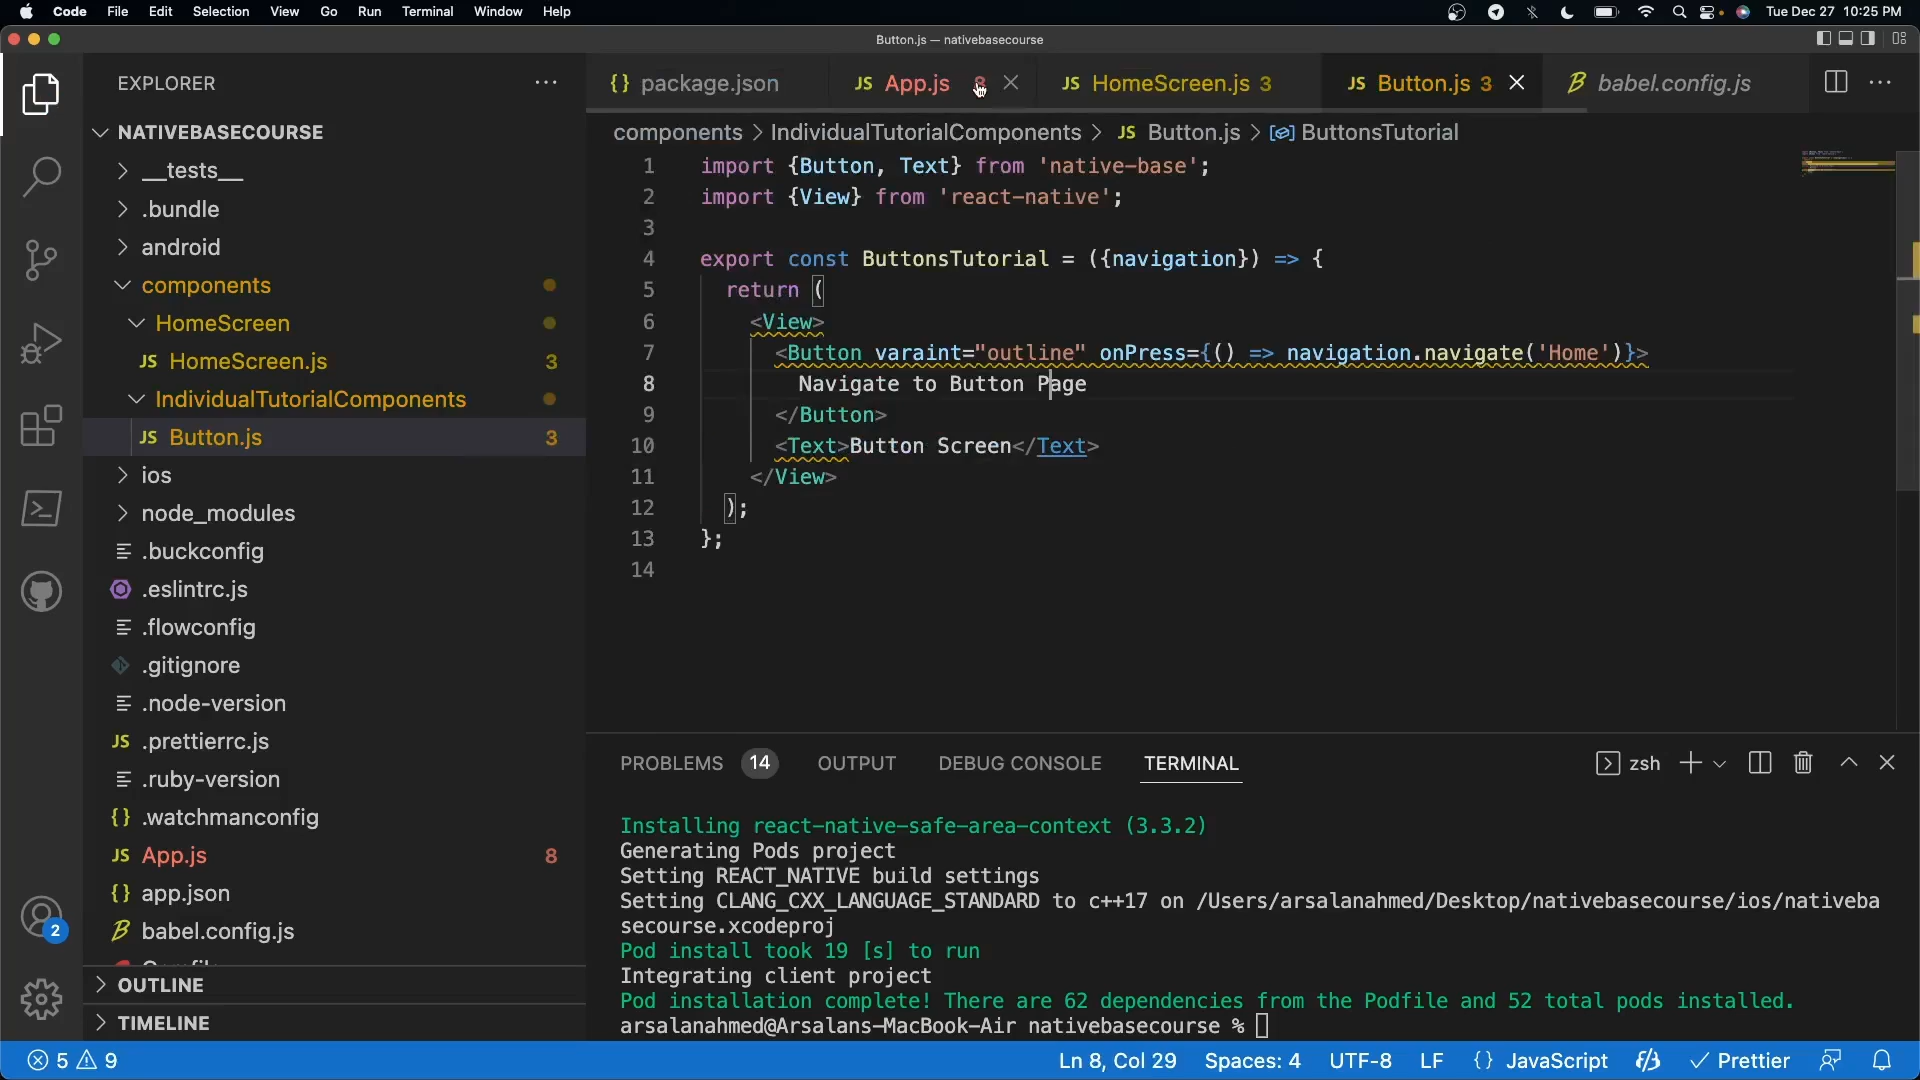 Code File Edit Selection View Go Run Terminal Window Help Tue Dec 27 10:25 PM
Button.js — nativebasecourse
EXPLORER
{} package.json JS App.js 8 JS HomeScreen.js 3 JS Button.js 3 babel.config.js
components > IndividualTutorialComponents > JS Button.js > ButtonsTutorial
NATIVEBASECOURSE
__tests__
.bundle
android
components
HomeScreen
JS HomeScreen.js 3
IndividualTutorialComponents
JS Button.js 3
ios
node_modules
.buckconfig
.eslintrc.js
.flowconfig
.gitignore
.node-version
JS .prettierrc.js
.ruby-version
{} .watchmanconfig
JS App.js 8
{} app.json
babel.config.js
OUTLINE
TIMELINE
2
1 import {Button, Text} from 'native-base';
2 import {View} from 'react-native';
3
4 export const ButtonsTutorial = ({navigation}) => {
5 return (
6 <View>
7 <Button varaint="outline" onPress={() => navigation.navigate('Home')}>
8 Navigate to Button Page
9 </Button>
10 <Text>Button Screen</Text>
11 </View>
12 );
13 };
14
PROBLEMS 14 OUTPUT DEBUG CONSOLE TERMINAL zsh
Installing react-native-safe-area-context (3.3.2)
Generating Pods project
Setting REACT_NATIVE build settings
Setting CLANG_CXX_LANGUAGE_STANDARD to c++17 on /Users/arsalanahmed/Desktop/nativebasecourse/ios/nativeba
secourse.xcodeproj
Pod install took 19 [s] to run
Integrating client project
Pod installation complete! There are 62 dependencies from the Podfile and 52 total pods installed.
arsalanahmed@Arsalans-MacBook-Air nativebasecourse %
5 9 Ln 8, Col 29 Spaces: 4 UTF-8 LF {} JavaScript Prettier